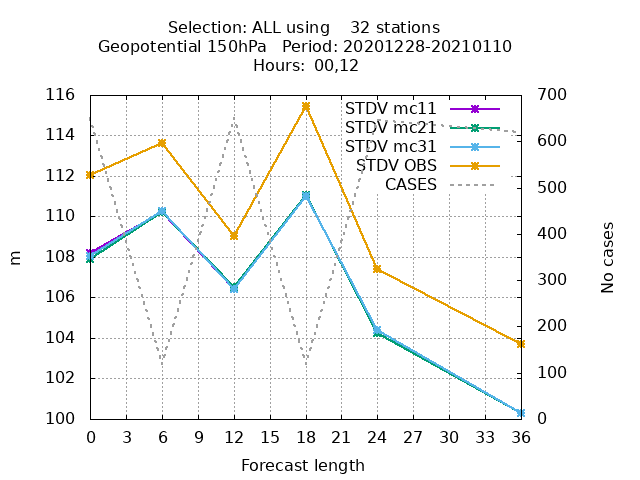 Selection: ALL using    32 stations
Geopotential 150hPa   Period: 20201228-20210110
Hours:  00,12
116 700
STDV mc11
114 600
STDV mc21
STDV mc31
112 500
STDV OBS
CASES
110 400
108 300
106 200
104 100
102
100 0
m
No cases
0 3 6 9 12 15 18 21 24 27 30 33 36
Forecast length